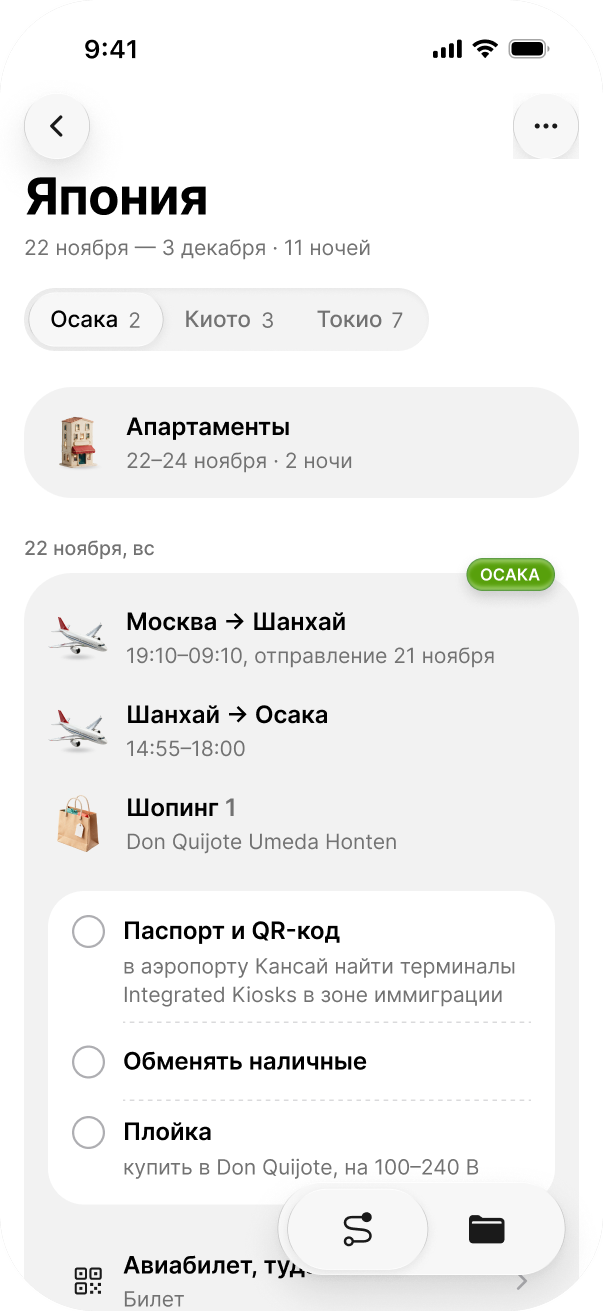 9:41
Япония
22 ноября — 3 декабря · 11 ночей
Осака 2 Киото 3 Токио 7
Апартаменты
22–24 ноября · 2 ночи
22 ноября, вс
ОСАКА
Москва → Шанхай
19:10–09:10, отправление 21 ноября
Шанхай → Осака
14:55–18:00
Шопинг 1
Don Quijote Umeda Honten
Паспорт и QR-код
в аэропорту Кансай найти терминалы
Integrated Kiosks в зоне иммиграции
Обменять наличные
Плойка
купить в Don Quijote, на 100–240 В
Авиабилет,
Билет